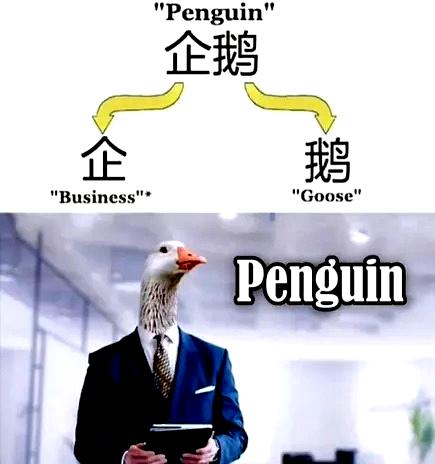 "Penguin"
企鹅
企 鹅
"Business"* "Goose"
Penguin